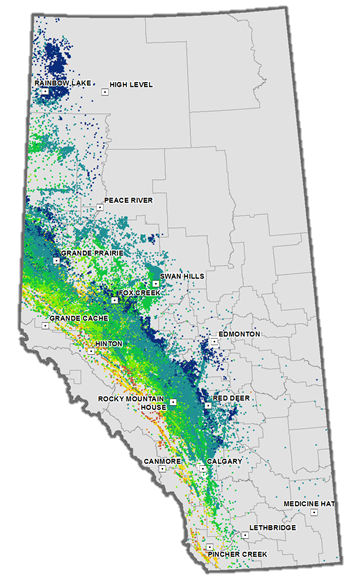 RAINBOW LAKE
HIGH LEVEL
PEACE RIVER
GRANDE PRAIRIE
SWAN HILLS
FOX CREEK
GRANDE CACHE
EDMONTON
HINTON
ROCKY MOUNTAIN
HOUSE
RED DEER
CANMORE
CALGARY
MEDICINE HAT
LETHBRIDGE
PINCHER CREEK